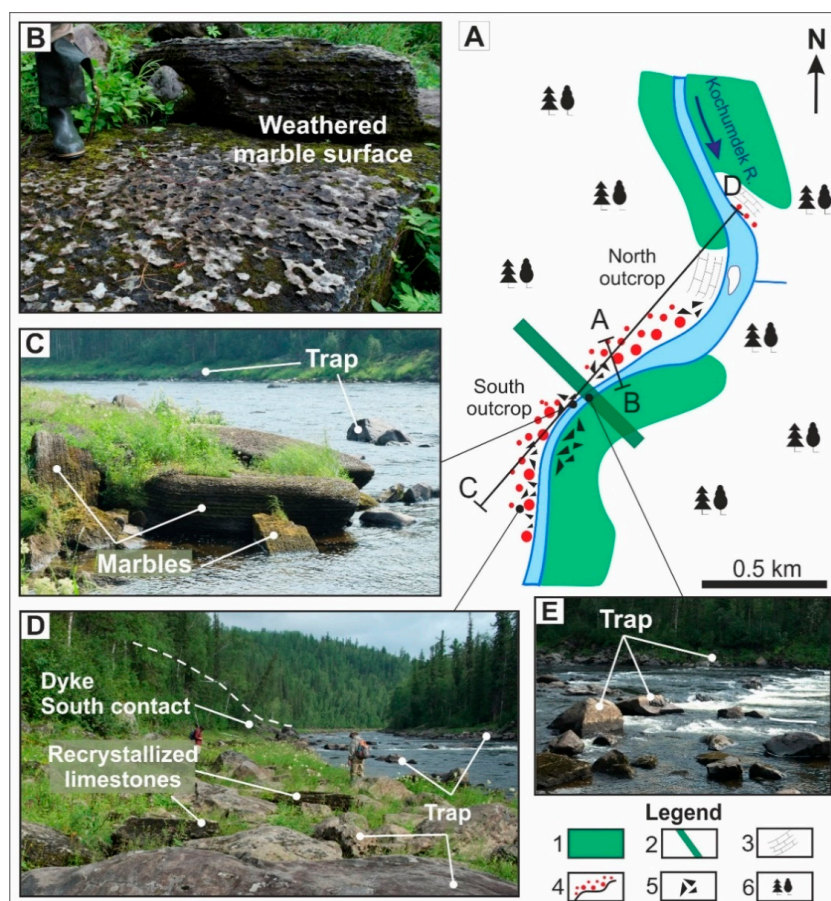 B
Weathered
marble surface
A
N
Kochumdek R.
D
North
outcrop
A
South
outcrop
B
C
0.5 km
C
Trap
Marbles
D
Dyke
South contact
Recrystallized
limestones
Trap
E
Trap
Legend
1
2
3
4
5
6